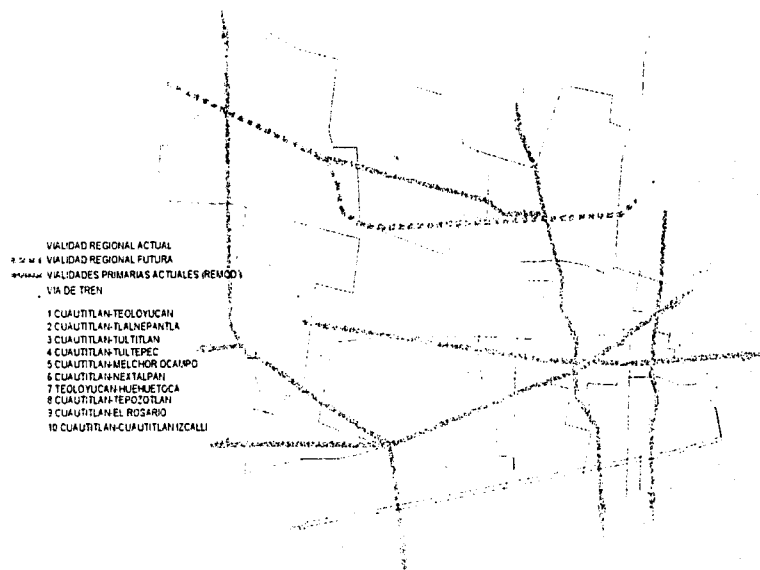 VIALIDAD REGIONAL ACTUAL
VIALIDAD REGIONAL FUTURA
VIALIDADES PRIMARIAS ACTUALES (REMOD)
VIA DE TREN
1 CUAUTITLAN-TEOLOYUCAN
2 CUAUTITLAN-TLALNEPANTLA
3 CUAUTITLAN-TULTITLAN
4 CUAUTITLAN-TULTEPEC
5 CUAUTITLAN-MELCHOR OCAMPO
6 CUAUTITLAN-NEXTALPAN
7 TEOLOYUCAN-HUEHUETOCA
8 CUAUTITLAN-TEPOZOTLAN
9 CUAUTITLAN-EL ROSARIO
10 CUAUTITLAN-CUAUTITLAN IZCALLI